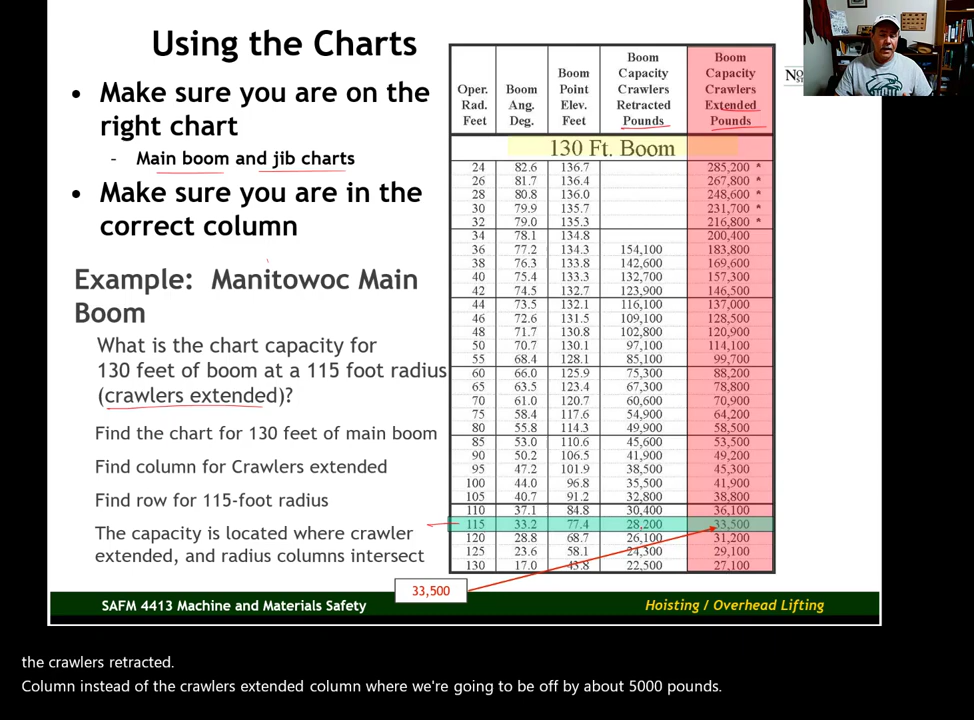 Using the Charts
• Make sure you are on the
right chart
- Main boom and jib charts
• Make sure you are in the
correct column
Example: Manitowoc Main
Boom
What is the chart capacity for
130 feet of boom at a 115 foot radius
(crawlers extended)?
Find the chart for 130 feet of main boom
Find column for Crawlers extended
Find row for 115-foot radius
The capacity is located where crawler
extended, and radius columns intersect
Oper. Rad. Feet | Boom Ang. Deg. | Boom Point Elev. Feet | Boom Capacity Crawlers Retracted Pounds | Boom Capacity Crawlers Extended Pounds
130 Ft. Boom
24 82.6 136.7 285,200 *
26 81.7 136.4 267,800 *
28 80.8 136.0 248,600 *
30 79.9 135.7 231,700 *
32 79.0 135.3 216,800 *
34 78.1 134.8 200,400
36 77.2 134.3 154,100 183,800
38 76.3 133.8 142,600 169,600
40 75.4 133.3 132,700 157,300
42 74.5 132.7 123,900 146,500
44 73.5 132.1 116,100 137,000
46 72.6 131.5 109,100 128,500
48 71.7 130.8 102,800 120,900
50 70.7 130.1 97,100 114,100
55 68.4 128.1 85,100 99,700
60 66.0 125.9 75,300 88,200
65 63.5 123.4 67,300 78,800
70 61.0 120.7 60,600 70,900
75 58.4 117.6 54,900 64,200
80 55.8 114.3 49,900 58,500
85 53.0 110.6 45,600 53,500
90 50.2 106.5 41,900 49,200
95 47.2 101.9 38,500 45,300
100 44.0 96.8 35,500 41,900
105 40.7 91.2 32,800 38,800
110 37.1 84.8 30,400 36,100
115 33.2 77.4 28,200 33,500
120 28.8 68.7 26,100 31,200
125 23.6 58.1 24,300 29,100
130 17.0 43.8 22,500 27,100
33,500
SAFM 4413 Machine and Materials Safety
Hoisting / Overhead Lifting
the crawlers retracted.
Column instead of the crawlers extended column where we're going to be off by about 5000 pounds.